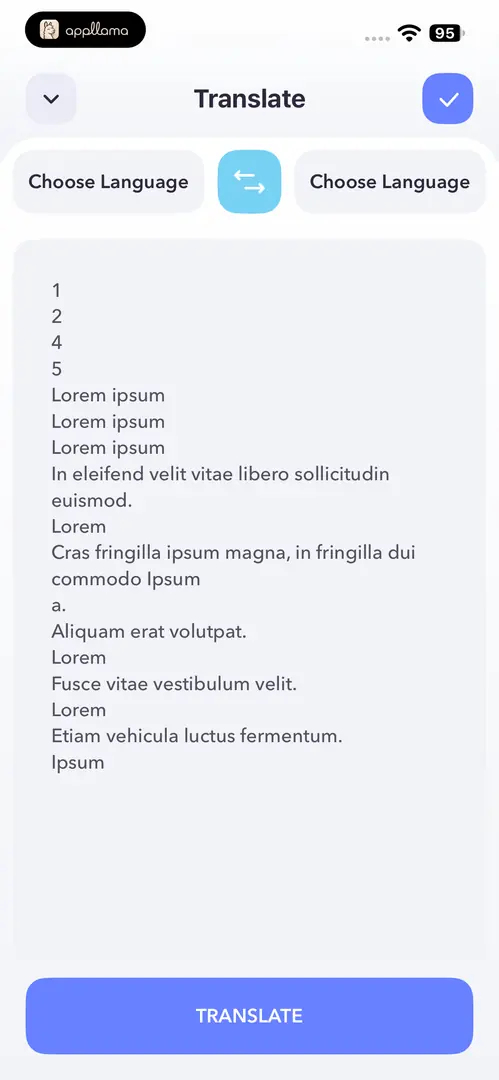 appllama
95
Translate
Choose Language
Choose Language
1
2
4
5
Lorem ipsum
Lorem ipsum
Lorem ipsum
In eleifend velit vitae libero sollicitudin
euismod.
Lorem
Cras fringilla ipsum magna, in fringilla dui
commodo Ipsum
a.
Aliquam erat volutpat.
Lorem
Fusce vitae vestibulum velit.
Lorem
Etiam vehicula luctus fermentum.
Ipsum
TRANSLATE